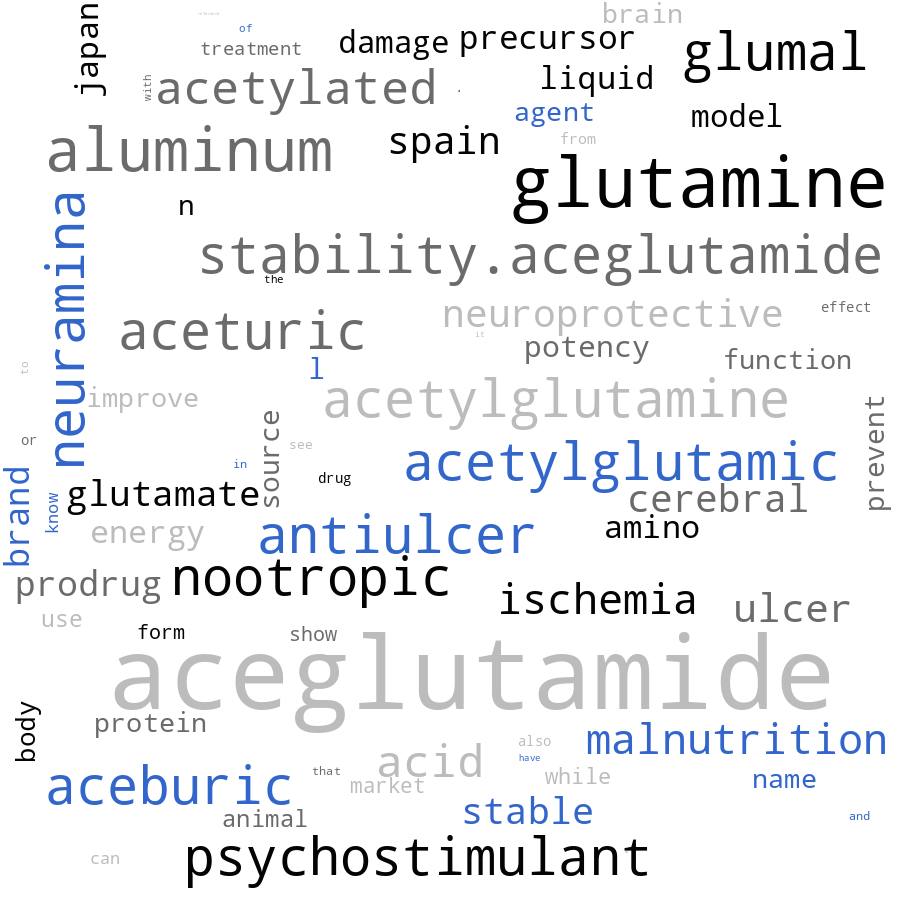 brain
of
japan
treatment
damage
precursor
glumal
with
acetylated
.
liquid
agent
model
aluminum
spain
from
glutamine
n
neuramina
stability.aceglutamide
the
aceturic
neuroprotective
effect
it
potency
function
to
l
improve
acetylglutamine
prevent
or
source
see
acetylglutamic
in
drug
brand
know
glutamate
cerebral
energy
antiulcer
amino
prodrug
nootropic
ischemia
ulcer
use
form
show
aceglutamide
body
protein
malnutrition
also
acid
have
aceburic
that
market
while
name
stable
animal
and
psychostimulant
can